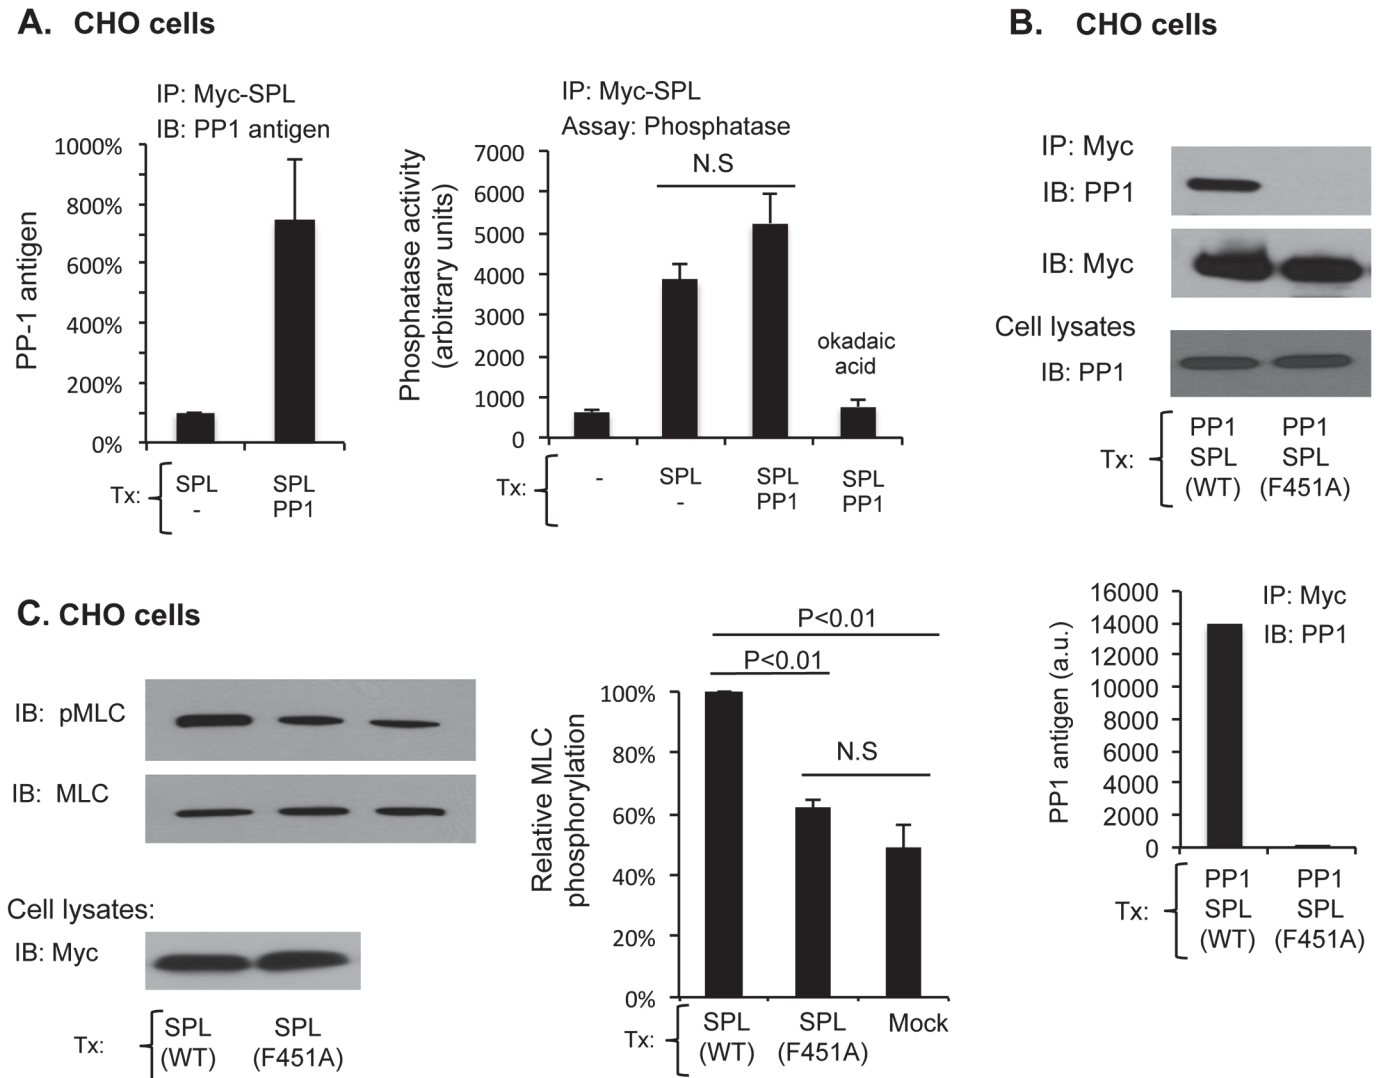 A. CHO cells
IP: Myc-SPL
IB: PP1 antigen
1000%
800%
600%
400%
200%
0%
PP-1 antigen
Tx:
SPL
-
SPL
PP1
IP: Myc-SPL
Assay: Phosphatase
N.S
7000
6000
5000
4000
3000
2000
1000
0
Phosphatase activity
(arbitrary units)
okadaic
acid
Tx:
-
SPL
-
SPL
PP1
SPL
PP1
B. CHO cells
IP: Myc
IB: PP1
IB: Myc
Cell lysates
IB: PP1
Tx:
PP1
SPL
(WT)
PP1
SPL
(F451A)
16000
14000
12000
10000
8000
6000
4000
2000
0
PP1 antigen (a.u.)
IP: Myc
IB: PP1
Tx:
PP1
SPL
(WT)
PP1
SPL
(F451A)
C. CHO cells
IB: pMLC
IB: MLC
Cell lysates:
IB: Myc
Tx:
SPL
(WT)
SPL
(F451A)
P<0.01
P<0.01
N.S
100%
80%
60%
40%
20%
0%
Relative MLC
phosphorylation
Tx:
SPL
(WT)
SPL
(F451A)
Mock